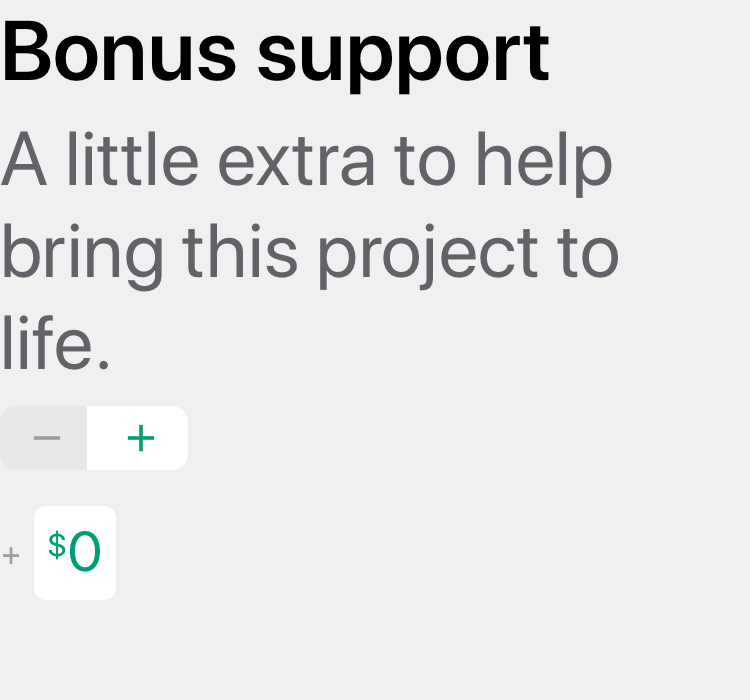 Bonus support
A little extra to help
bring this project to
life.
− +
+ $0